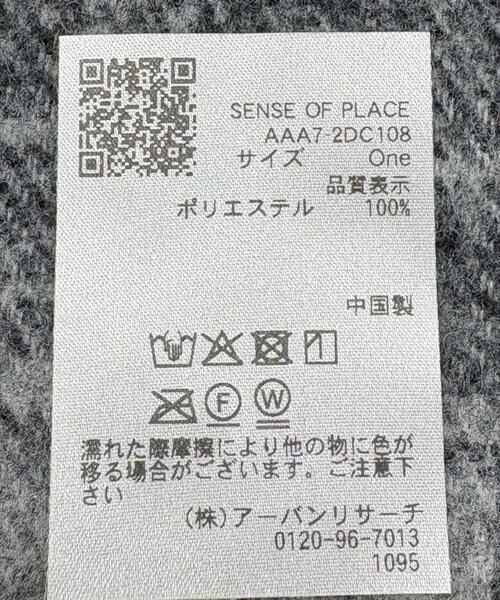 SENSE OF PLACE
AAA7-2DC108
サイズ One
品質表示
ポリエステル 100%
中国製
F W
濡れた際摩擦により他の物に色が
移る場合がございます。ご注意下
さい
(株)アーバンリサーチ
0120-96-7013
1095